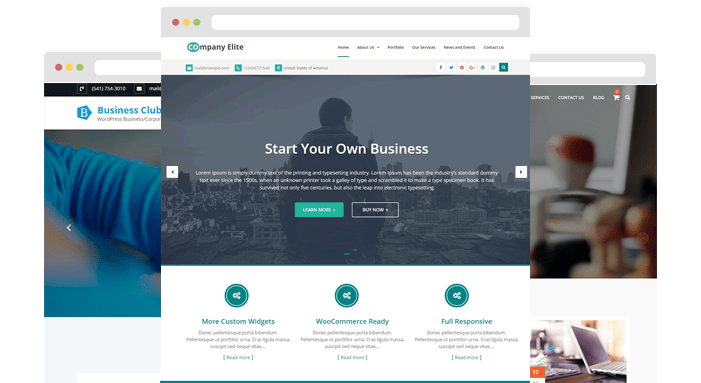 COmpany Elite
Home About Us Portfolio Our Services News and Events Contact Us
mail@example.com 1234567(1548 United States of America
(541) 754-3010 mail@
SERVICES CONTACT US BLOG
Business Club
WordPress Business/Corpor
Start Your Own Business
Lorem Ipsum is simply dummy text of the printing and typesetting industry. Lorem Ipsum has been the industry's standard dummy
text ever since the 1500s, when an unknown printer took a galley of type and scrambled it to make a type specimen book. It has
survived not only five centuries, but also the leap into electronic typesetting
LEARN MORE
BUY NOW
More Custom Widgets
Donec pellentesque porta bibendum.
Pellentesque ut porttitor urna. Cras ligula massa,
suscipit sed neque vitae,...
[ Read more ]
WooCommerce Ready
Donec pellentesque porta bibendum.
Pellentesque ut porttitor urna. Cras ligula massa,
suscipit sed neque vitae,...
[ Read more ]
Full Responsive
Donec pellentesque porta bibendum.
Pellentesque ut porttitor urna. Cras ligula massa,
suscipit sed neque vitae,...
[ Read more ]
17